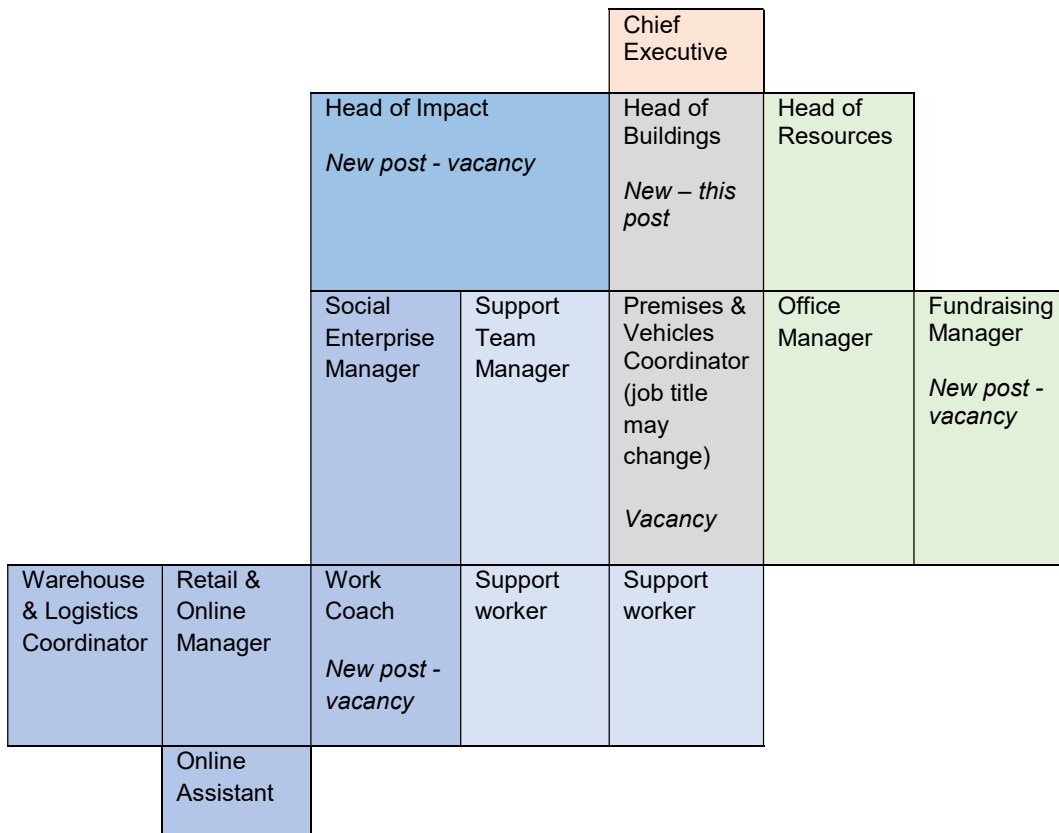 Chief
Executive
Head of Impact
New post - vacancy
Head of
Buildings
New – this
post
Head of
Resources
Social
Enterprise
Manager
Support
Team
Manager
Premises &
Vehicles
Coordinator
(job title
may
change)
Vacancy
Office
Manager
Fundraising
Manager
New post -
vacancy
Warehouse
& Logistics
Coordinator
Retail &
Online
Manager
Work
Coach
New post -
vacancy
Support
worker
Support
worker
Online
Assistant